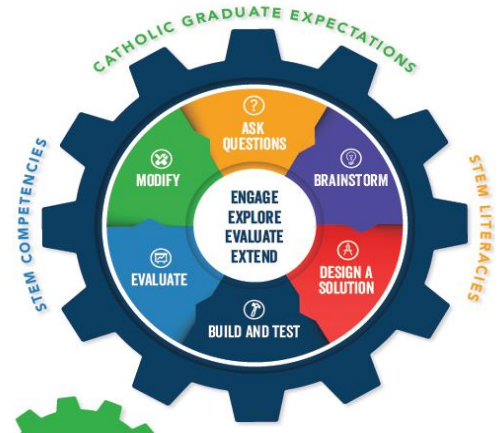 CATHOLIC GRADUATE EXPECTATIONS
STEM COMPETENCIES
STEM LITERACIES
ASK
QUESTIONS
BRAINSTORM
DESIGN A
SOLUTION
BUILD AND TEST
EVALUATE
MODIFY
ENGAGE
EXPLORE
EVALUATE
EXTEND